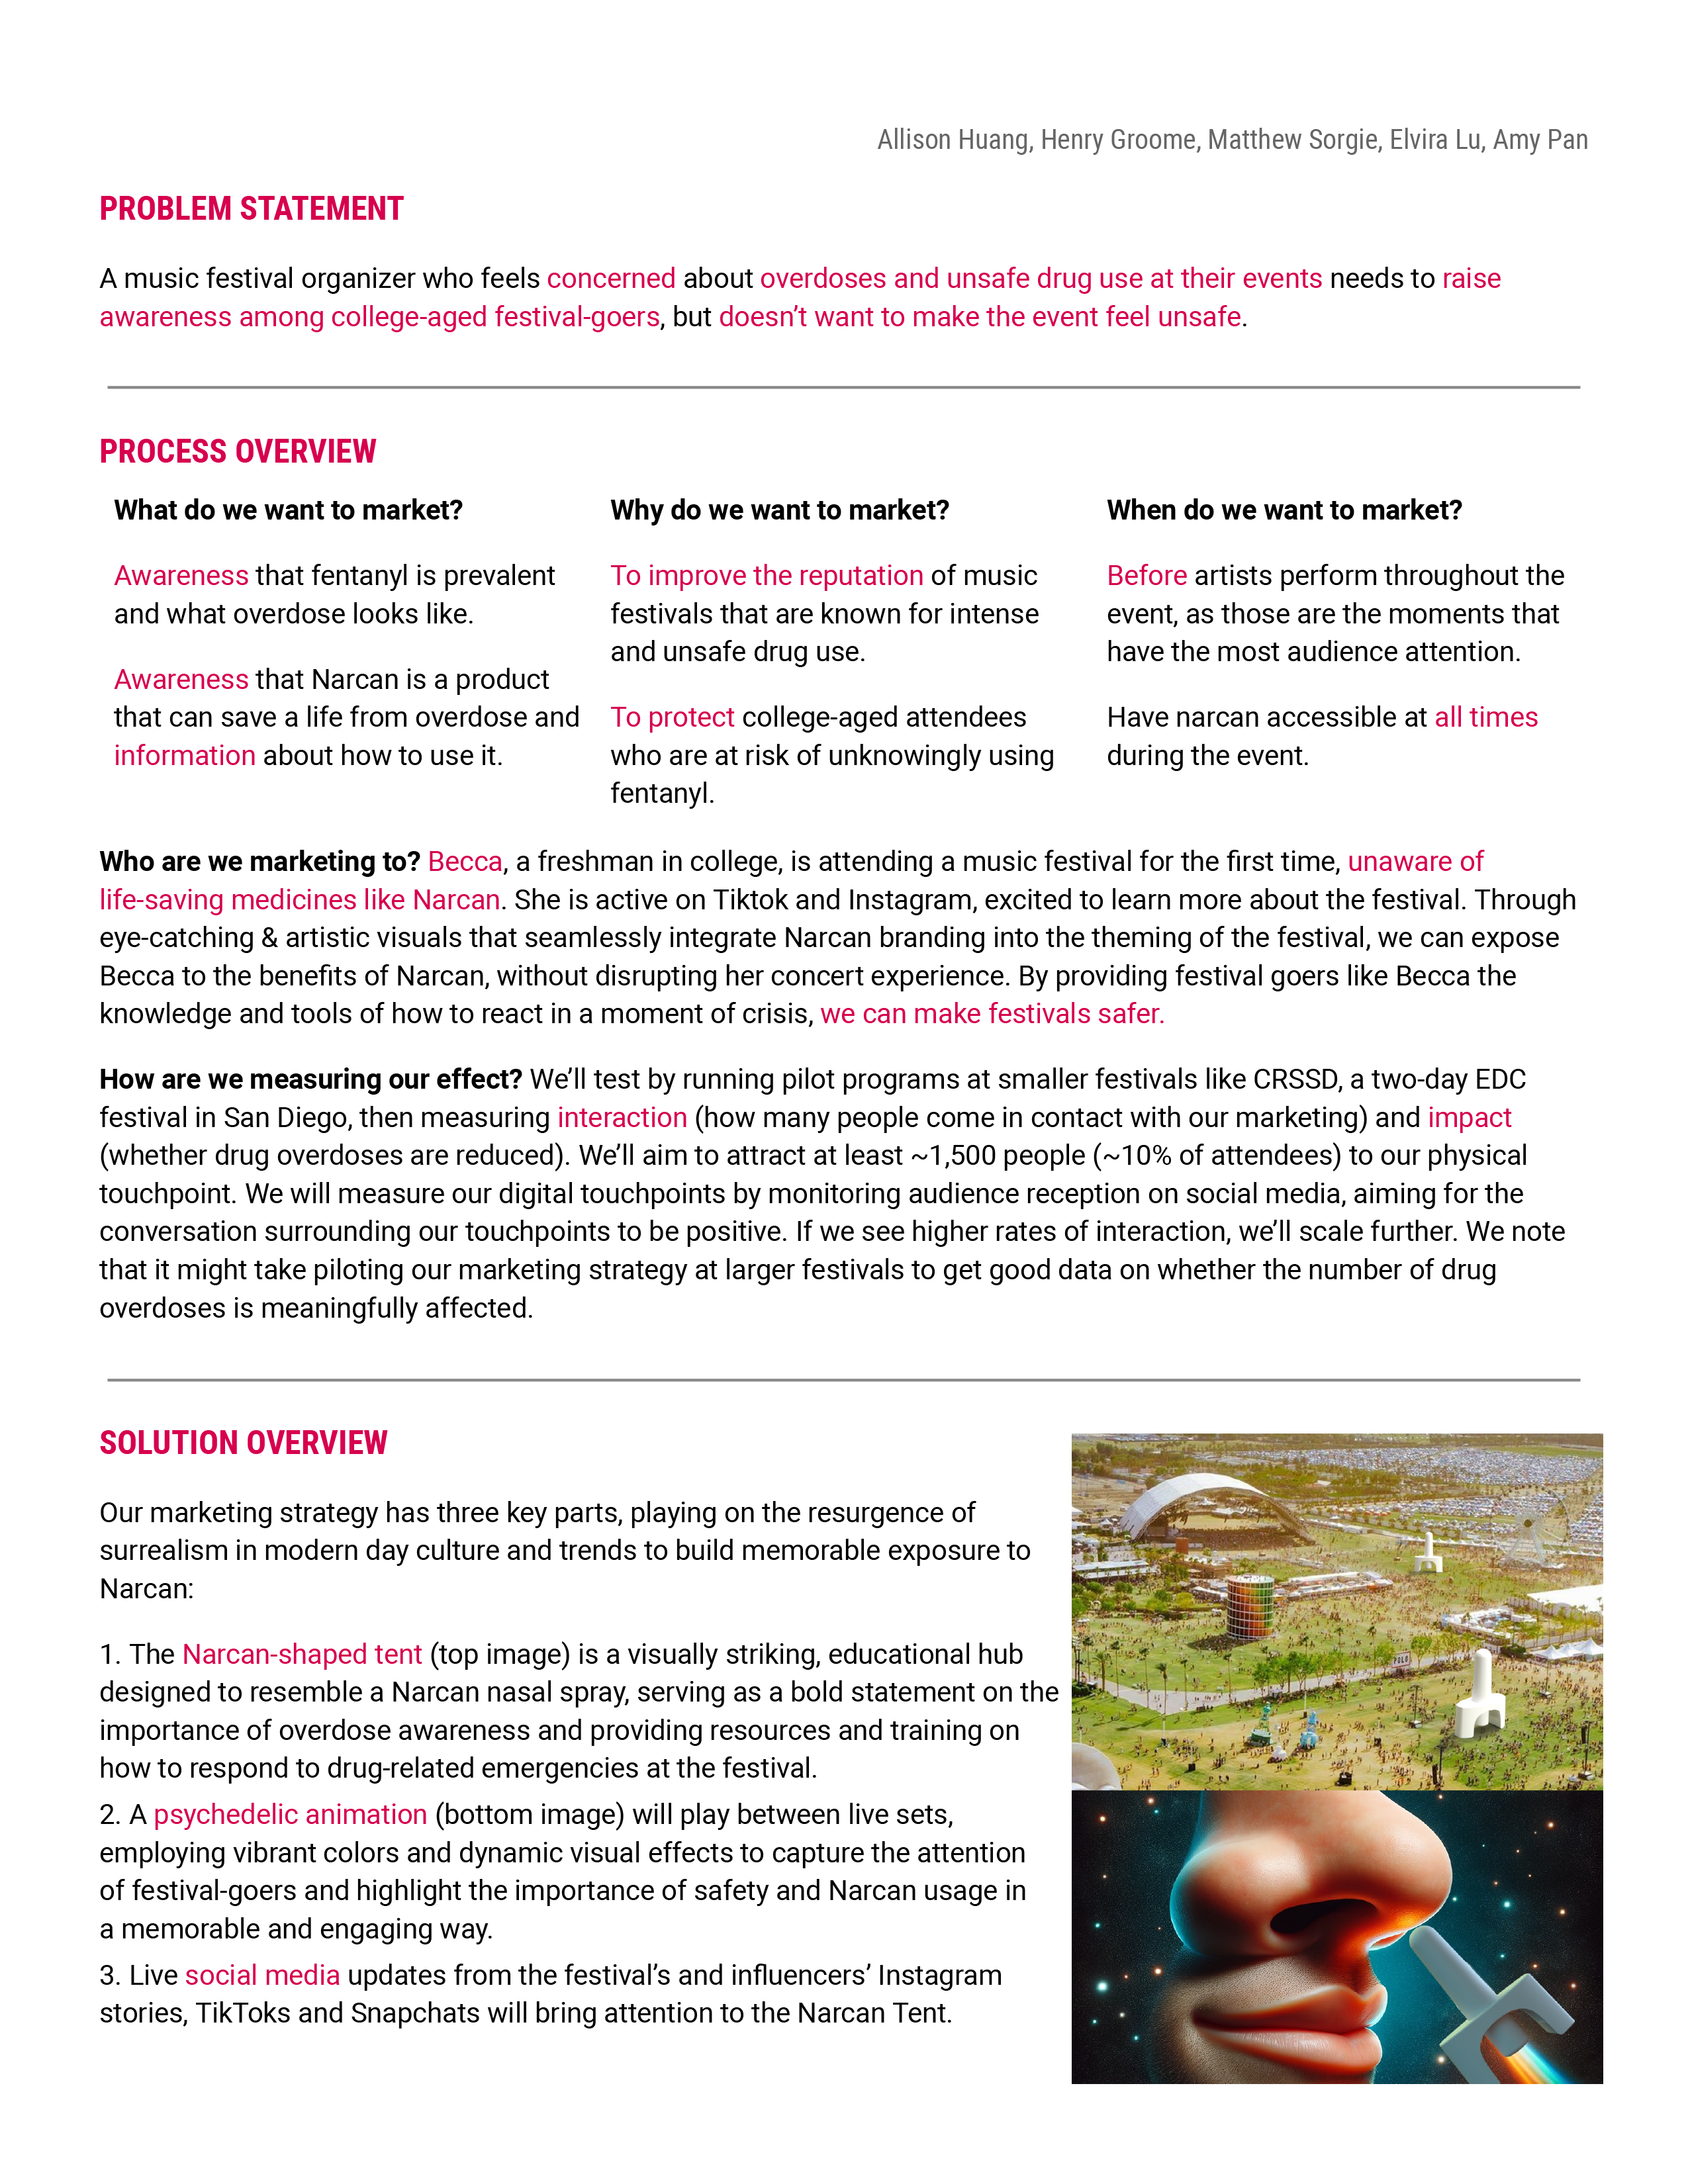 Allison Huang, Henry Groome, Matthew Sorgie, Elvira Lu, Amy Pan
PROBLEM STATEMENT
A music festival organizer who feels concerned about overdoses and unsafe drug use at their events needs to raise
awareness among college-aged festival-goers, but doesn’t want to make the event feel unsafe.
PROCESS OVERVIEW
What do we want to market?
Awareness that fentanyl is prevalent
and what overdose looks like.
Awareness that Narcan is a product
that can save a life from overdose and
information about how to use it.
Why do we want to market?
To improve the reputation of music
festivals that are known for intense
and unsafe drug use.
To protect college-aged attendees
who are at risk of unknowingly using
fentanyl.
When do we want to market?
Before artists perform throughout the
event, as those are the moments that
have the most audience attention.
Have narcan accessible at all times
during the event.
Who are we marketing to? Becca, a freshman in college, is attending a music festival for the first time, unaware of
life-saving medicines like Narcan. She is active on Tiktok and Instagram, excited to learn more about the festival. Through
eye-catching & artistic visuals that seamlessly integrate Narcan branding into the theming of the festival, we can expose
Becca to the benefits of Narcan, without disrupting her concert experience. By providing festival goers like Becca the
knowledge and tools of how to react in a moment of crisis, we can make festivals safer.
How are we measuring our effect? We’ll test by running pilot programs at smaller festivals like CRSSD, a two-day EDC
festival in San Diego, then measuring interaction (how many people come in contact with our marketing) and impact
(whether drug overdoses are reduced). We’ll aim to attract at least ~1,500 people (~10% of attendees) to our physical
touchpoint. We will measure our digital touchpoints by monitoring audience reception on social media, aiming for the
conversation surrounding our touchpoints to be positive. If we see higher rates of interaction, we’ll scale further. We note
that it might take piloting our marketing strategy at larger festivals to get good data on whether the number of drug
overdoses is meaningfully affected.
SOLUTION OVERVIEW
Our marketing strategy has three key parts, playing on the resurgence of
surrealism in modern day culture and trends to build memorable exposure to
Narcan:
1. The Narcan-shaped tent (top image) is a visually striking, educational hub
designed to resemble a Narcan nasal spray, serving as a bold statement on the
importance of overdose awareness and providing resources and training on
how to respond to drug-related emergencies at the festival.
2. A psychedelic animation (bottom image) will play between live sets,
employing vibrant colors and dynamic visual effects to capture the attention
of festival-goers and highlight the importance of safety and Narcan usage in
a memorable and engaging way.
3. Live social media updates from the festival’s and influencers’ Instagram
stories, TikToks and Snapchats will bring attention to the Narcan Tent.